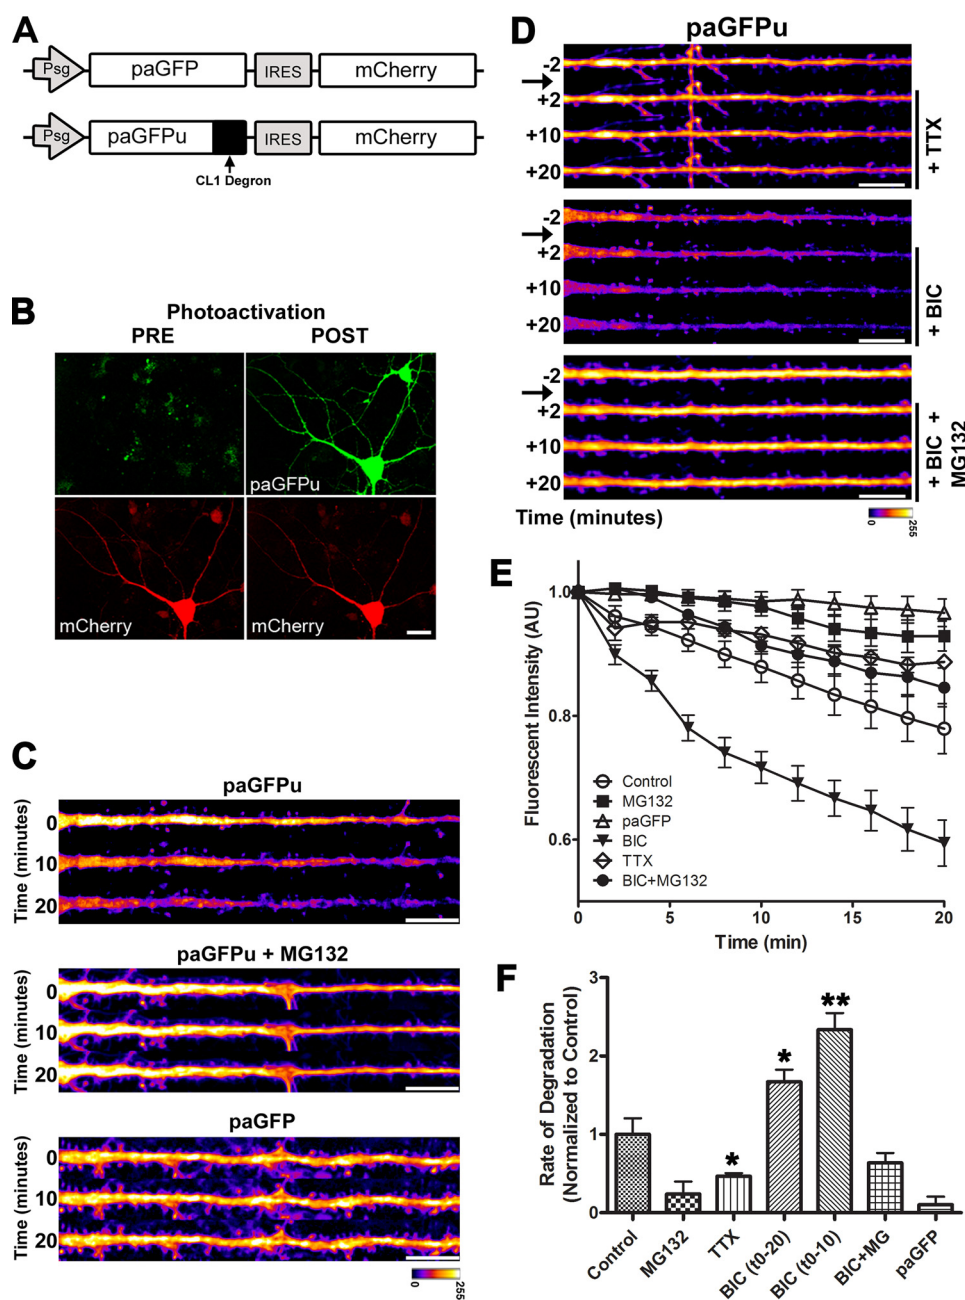 A
Psg paGFP IRES mCherry
Psg paGFPu IRES mCherry
CL1 Degron
B
Photoactivation
PRE POST
paGFPu
mCherry mCherry
C
paGFPu
Time (minutes)
0
10
20
paGFPu + MG132
Time (minutes)
0
10
20
paGFP
Time (minutes)
0
10
20
0 255
D
paGFPu
-2
+2
+10
+20
+ TTX
-2
+2
+10
+20
+ BIC
-2
+2
+10
+20
+ BIC +
MG132
Time (minutes)
0 255
E
Fluorescent Intensity (AU)
1.0
0.8
0.6
Control
MG132
paGFP
BIC
TTX
BIC+MG132
0 5 10 15 20
Time (min)
F
Rate of Degradation
(Normalized to Control)
3
2
1
0
* * ** 
Control MG132 TTX BIC (t0-20) BIC (t0-10) BIC+MG paGFP